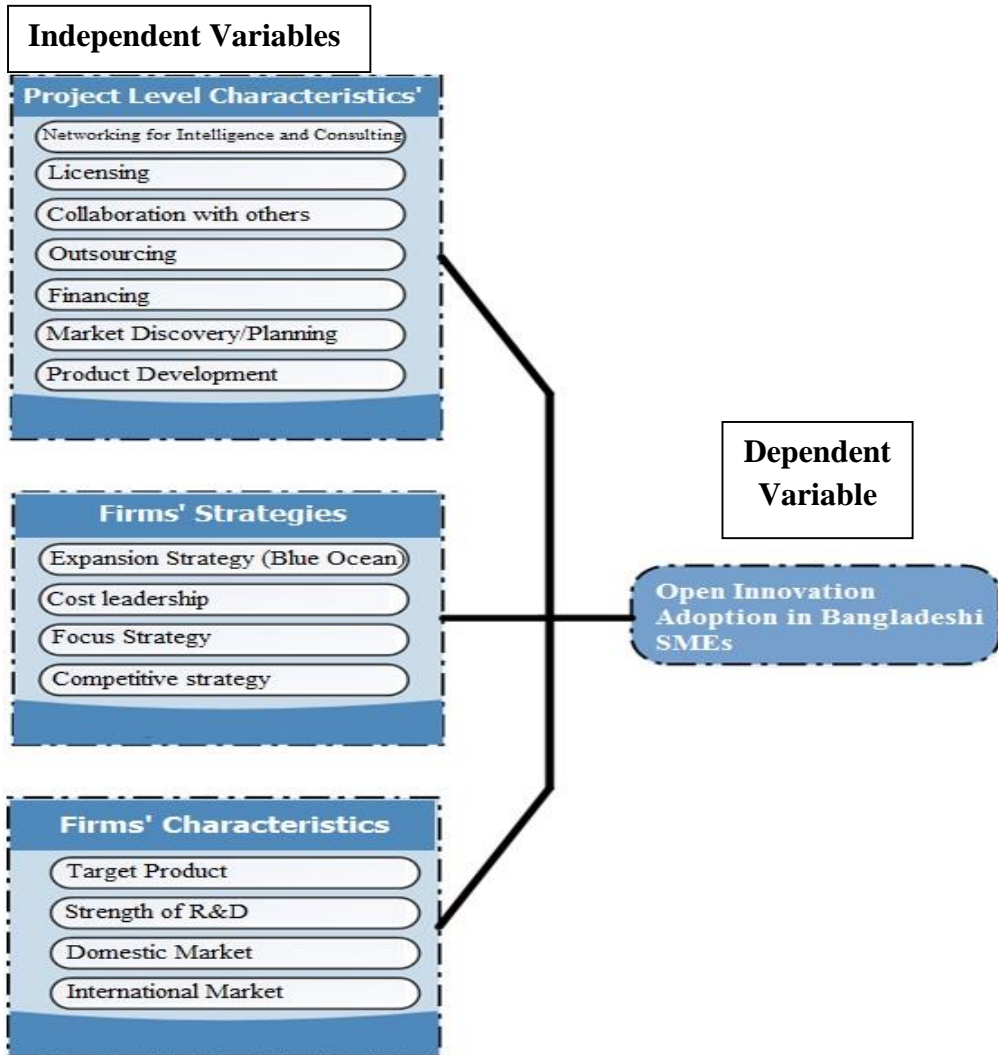 Independent Variables
Project Level Characteristics'
Networking for Intelligence and Consulting
Licensing
Collaboration with others
Outsourcing
Financing
Market Discovery/Planning
Product Development
Firms' Strategies
Expansion Strategy (Blue Ocean)
Cost leadership
Focus Strategy
Competitive strategy
Firms' Characteristics
Target Product
Strength of R&D
Domestic Market
International Market
Dependent
Variable
Open Innovation
Adoption in Bangladeshi
SMEs